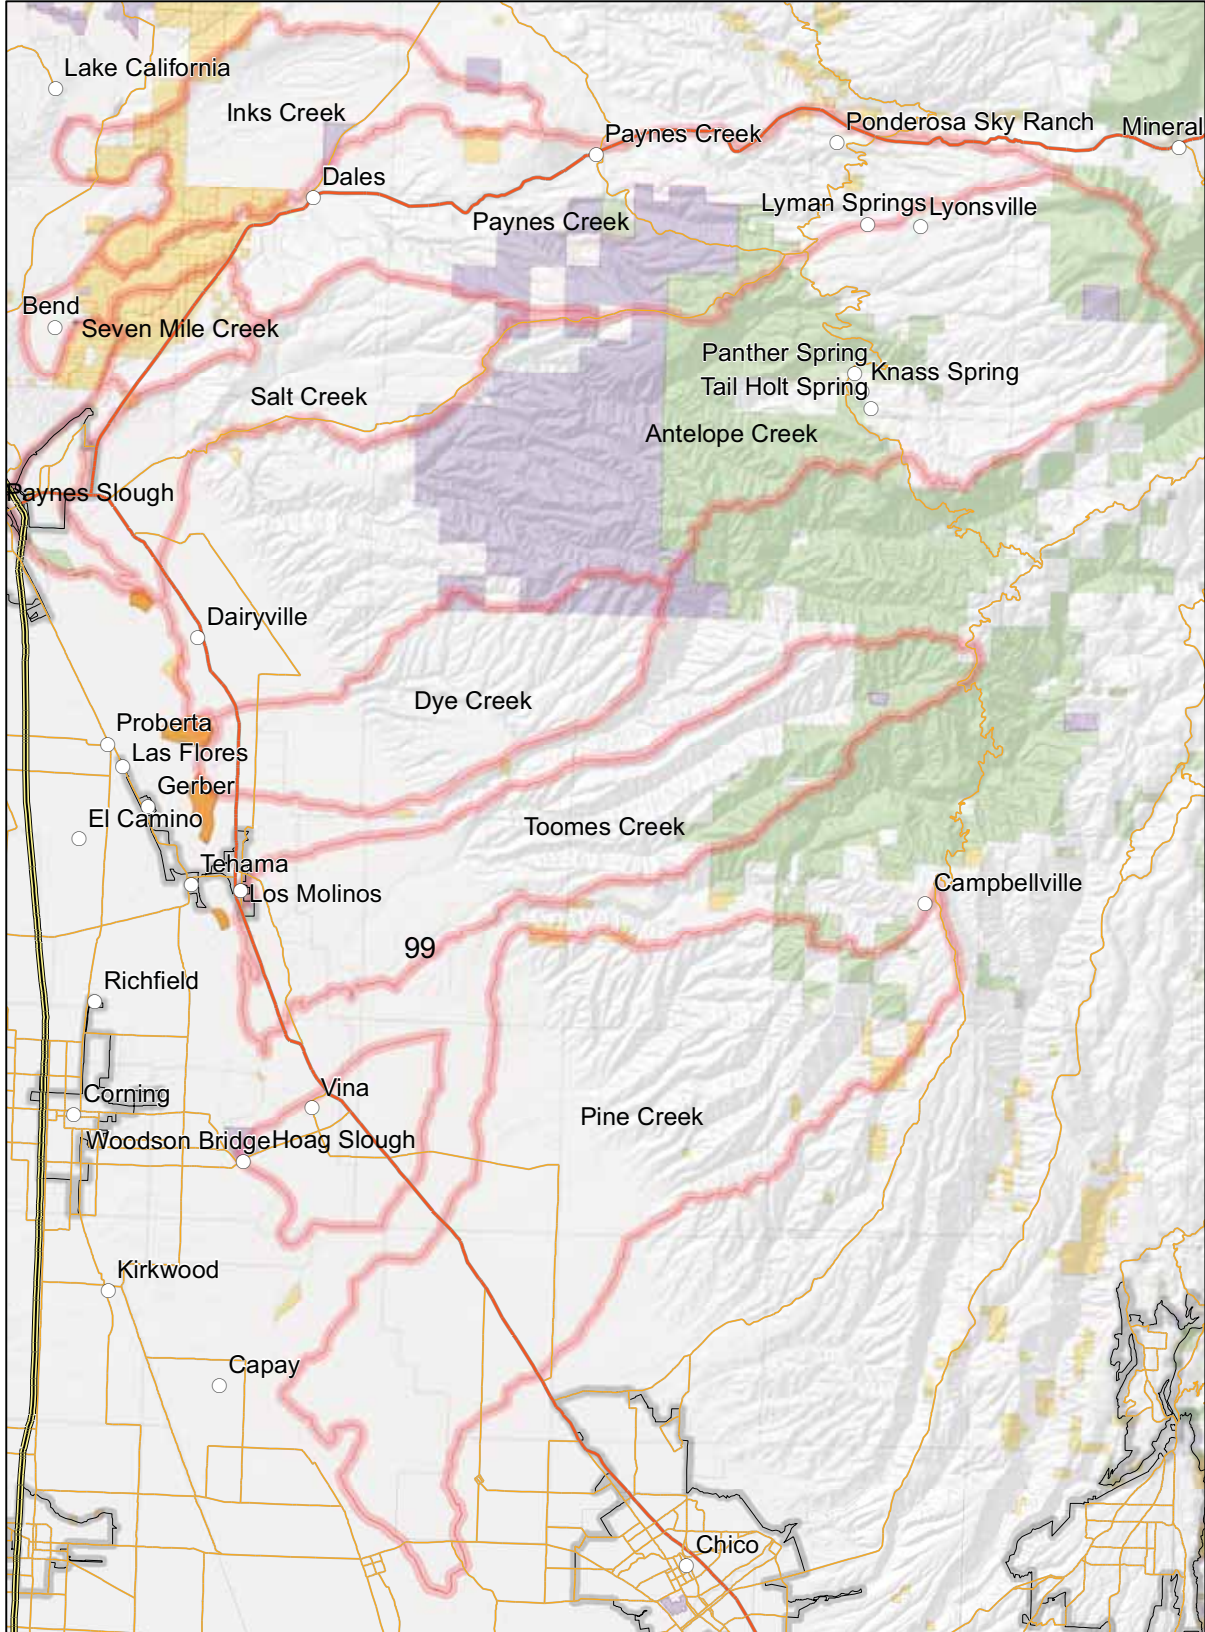 Lake California
Inks Creek
Paynes Creek
Ponderosa Sky Ranch
Mineral
Dales
Paynes Creek
Lyman Springs
Lyonsville
Bend
Seven Mile Creek
Panther Spring
Knass Spring
Tail Holt Spring
Salt Creek
Antelope Creek
Paynes Slough
Dairyville
Dye Creek
Proberta
Las Flores
Gerber
El Camino
Toomes Creek
Tehama
Los Molinos
Campbellville
99
Richfield
Corning
Vina
Pine Creek
Woodson Bridge
Hoag Slough
Kirkwood
Capay
Chico